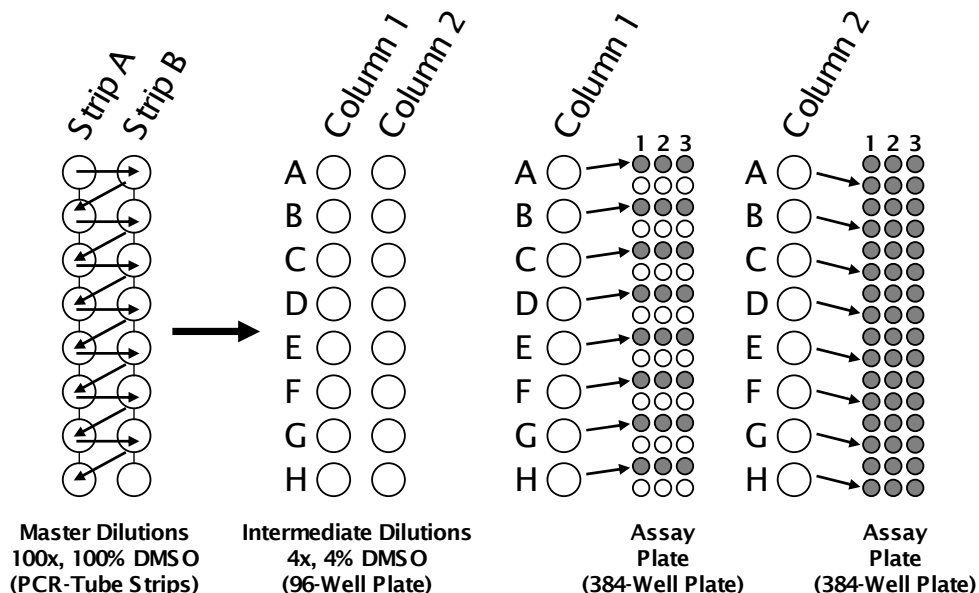 Strip A
Strip B
Column 1
Column 2
Column 1
Column 2
1 2 3
1 2 3
A
B
C
D
E
F
G
H
A
B
C
D
E
F
G
H
A
B
C
D
E
F
G
H
Master Dilutions
100x, 100% DMSO
(PCR-Tube Strips)
Intermediate Dilutions
4x, 4% DMSO
(96-Well Plate)
Assay
Plate
(384-Well Plate)
Assay
Plate
(384-Well Plate)